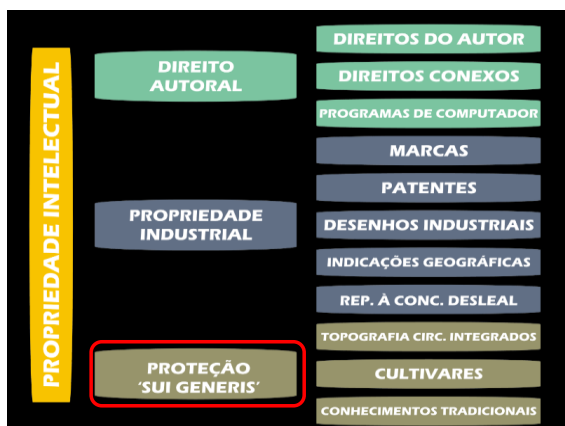 PROPRIEDADE INTELECTUAL
DIREITO
AUTORAL
DIREITOS DO AUTOR
DIREITOS CONEXOS
PROGRAMAS DE COMPUTADOR
PROPRIEDADE
INDUSTRIAL
MARCAS
PATENTES
DESENHOS INDUSTRIAIS
INDICAÇÕES GEOGRÁFICAS
REP. À CONC. DESLEAL
PROTEÇÃO
‘SUI GENERIS’
TOPOGRAFIA CIRC. INTEGRADOS
CULTIVARES
CONHECIMENTOS TRADICIONAIS